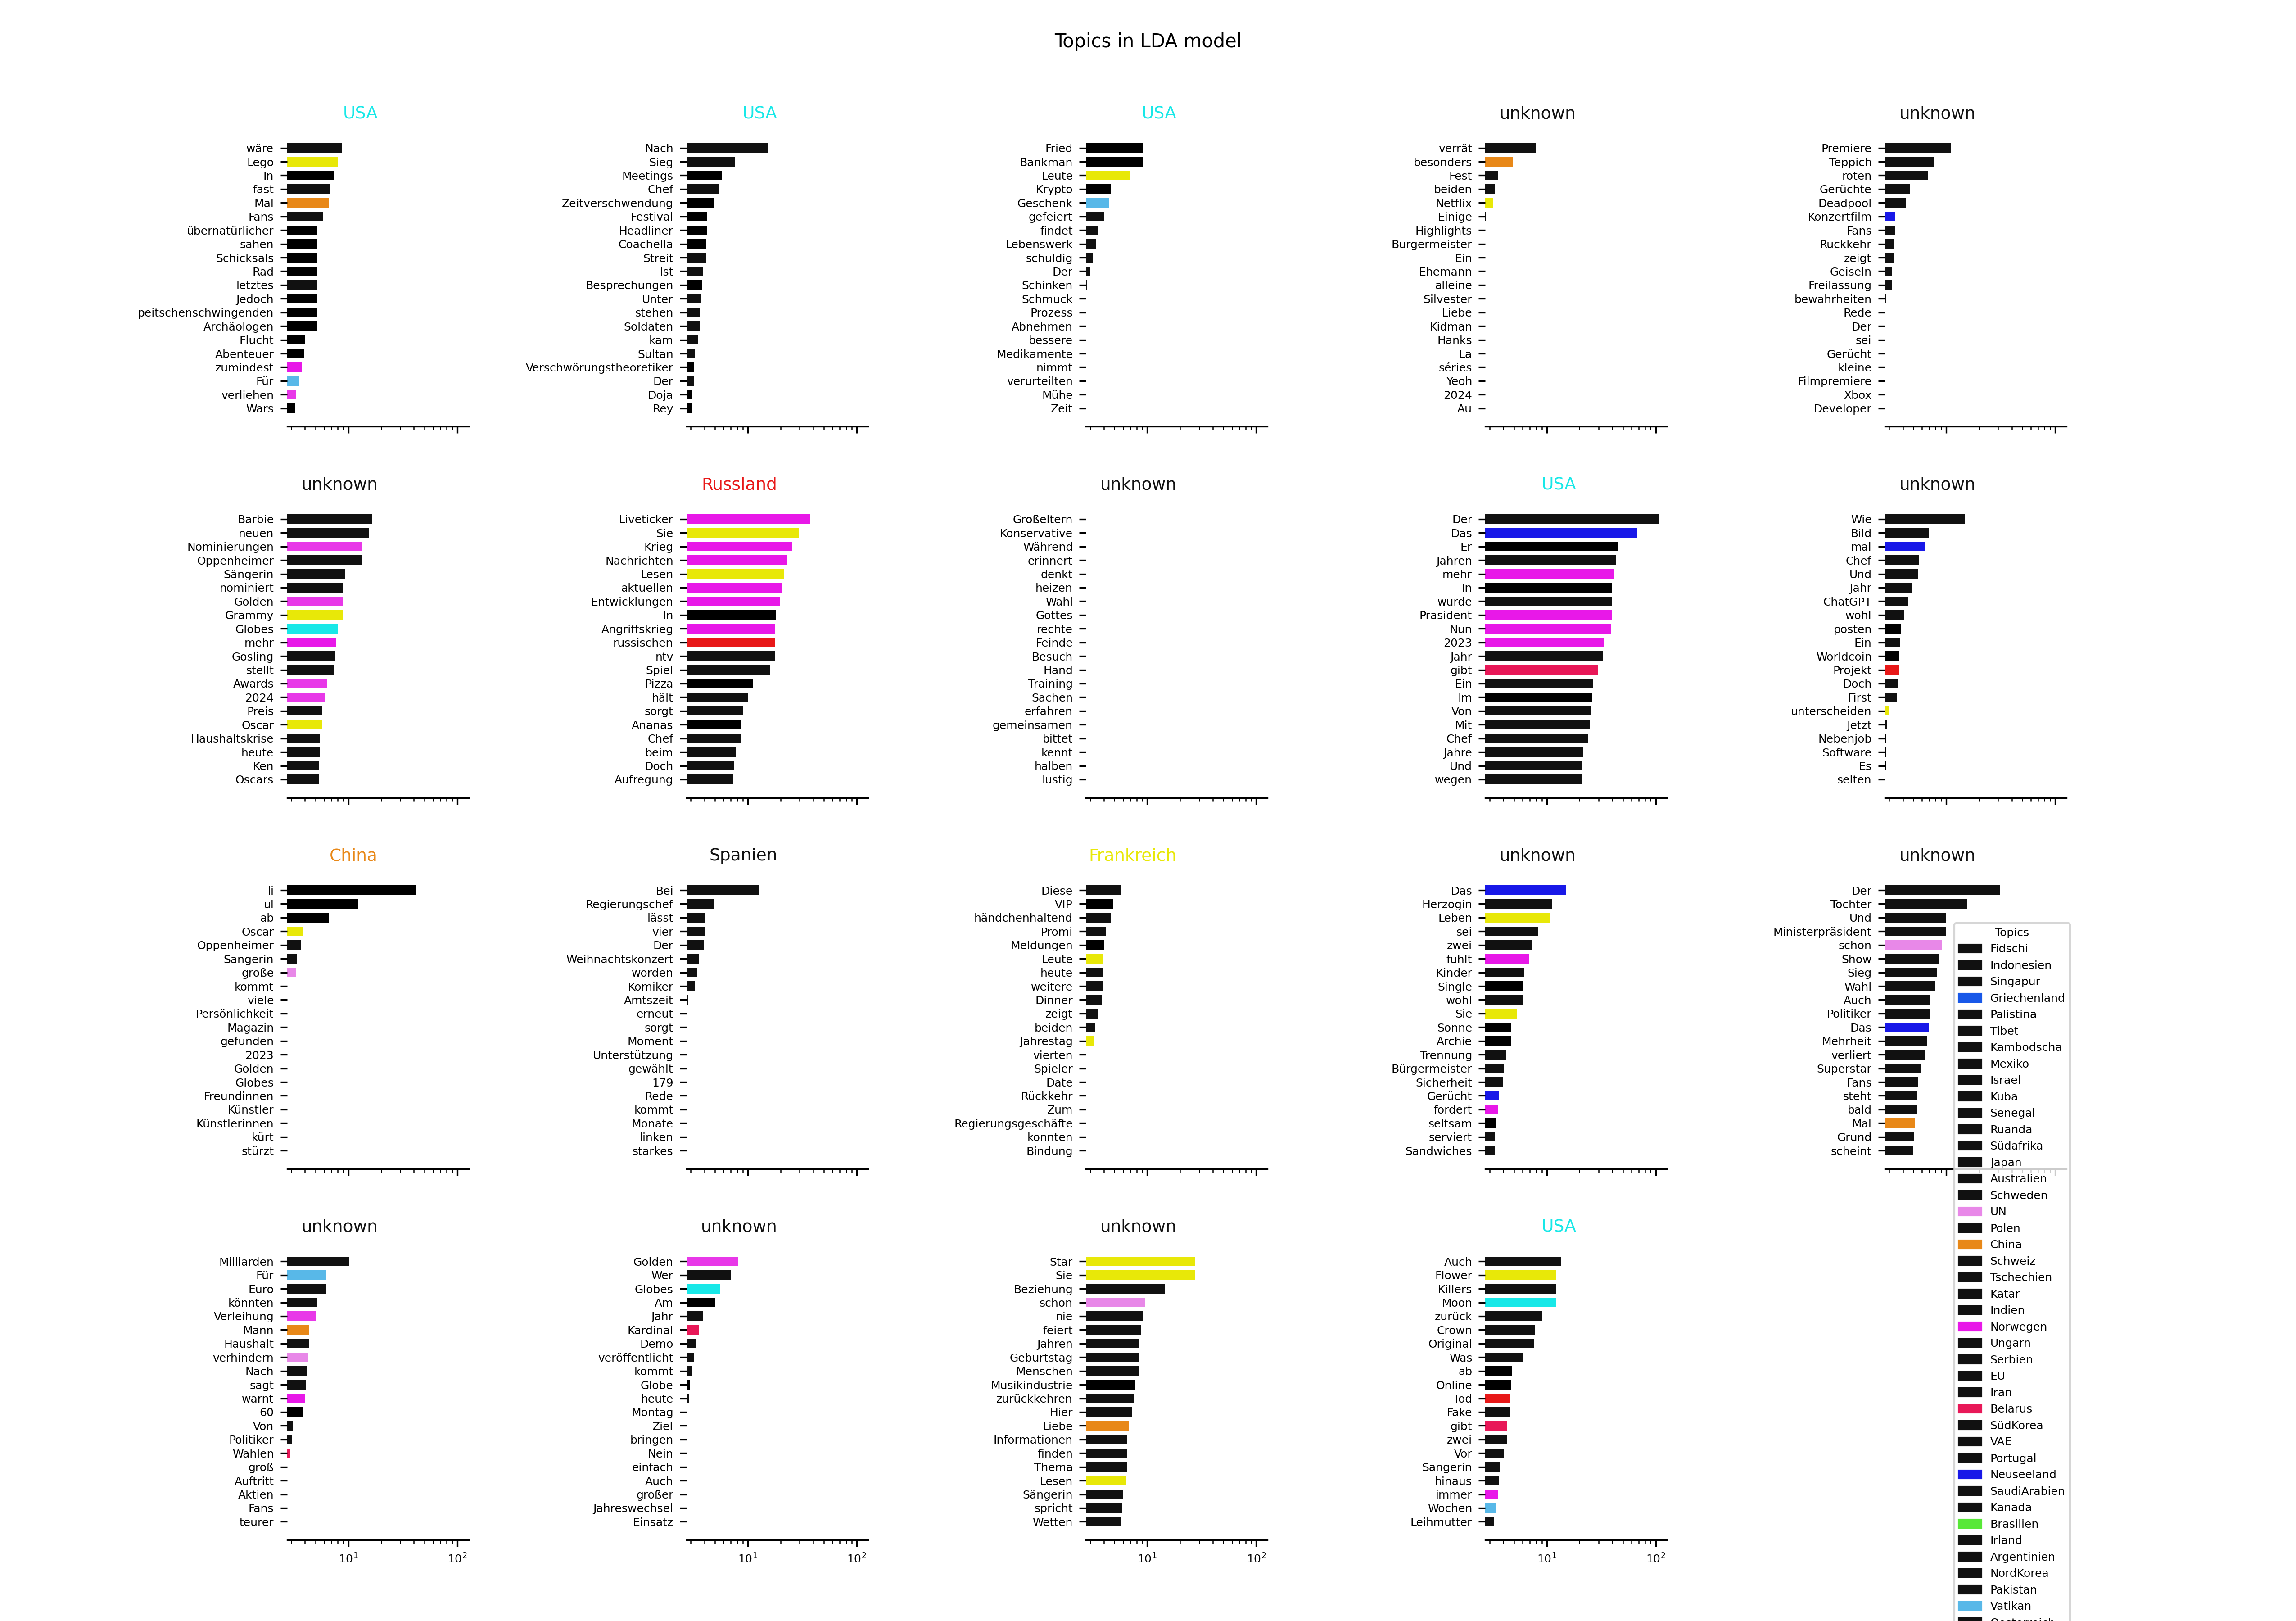 Topics in LDA model
USA
wäre
Lego
In
fast
Mal
Fans
übernatürlicher
sahen
Schicksals
Rad
letztes
Jedoch
peitschenschwingenden
Archäologen
Flucht
Abenteuer
zumindest
Für
verliehen
Wars
USA
Nach
Sieg
Meetings
Chef
Zeitverschwendung
Festival
Headliner
Coachella
Streit
Ist
Besprechungen
Unter
stehen
Soldaten
kam
Sultan
Verschwörungstheoretiker
Der
Doja
Rey
USA
Fried
Bankman
Leute
Krypto
Geschenk
gefeiert
findet
Lebenswerk
schuldig
Der
Schinken
Schmuck
Prozess
Abnehmen
bessere
Medikamente
nimmt
verurteilten
Mühe
Zeit
unknown
verrät
besonders
Fest
beiden
Netflix
Einige
Highlights
Bürgermeister
Ein
Ehemann
alleine
Silvester
Liebe
Kidman
Hanks
La
séries
Yeoh
2024
Au
unknown
Premiere
Teppich
roten
Gerüchte
Deadpool
Konzertfilm
Fans
Rückkehr
zeigt
Geiseln
Freilassung
bewahrheiten
Rede
Der
sei
Gerücht
kleine
Filmpremiere
Xbox
Developer
unknown
Barbie
neuen
Nominierungen
Oppenheimer
Sängerin
nominiert
Golden
Grammy
Globes
mehr
Gosling
stellt
Awards
2024
Preis
Oscar
Haushaltskrise
heute
Ken
Oscars
Russland
Liveticker
Sie
Krieg
Nachrichten
Lesen
aktuellen
Entwicklungen
In
Angriffskrieg
russischen
ntv
Spiel
Pizza
hält
sorgt
Ananas
Chef
beim
Doch
Aufregung
unknown
Großeltern
Konservative
Während
erinnert
denkt
heizen
Wahl
Gottes
rechte
Feinde
Besuch
Hand
Training
Sachen
erfahren
gemeinsamen
bittet
kennt
halben
lustig
USA
Der
Das
Er
Jahren
mehr
In
wurde
Präsident
Nun
2023
Jahr
gibt
Ein
Im
Von
Mit
Chef
Jahre
Und
wegen
unknown
Wie
Bild
mal
Chef
Und
Jahr
ChatGPT
wohl
posten
Ein
Worldcoin
Projekt
Doch
First
unterscheiden
Jetzt
Nebenjob
Software
Es
selten
China
li
ul
ab
Oscar
Oppenheimer
Sängerin
große
kommt
viele
Persönlichkeit
Magazin
gefunden
2023
Golden
Globes
Freundinnen
Künstler
Künstlerinnen
kürt
stürzt
Spanien
Bei
Regierungschef
lässt
vier
Der
Weihnachtskonzert
worden
Komiker
Amtszeit
erneut
sorgt
Moment
Unterstützung
gewählt
179
Rede
kommt
Monate
linken
starkes
Frankreich
Diese
VIP
händchenhaltend
Promi
Meldungen
Leute
heute
weitere
Dinner
zeigt
beiden
Jahrestag
vierten
Spieler
Date
Rückkehr
Zum
Regierungsgeschäfte
konnten
Bindung
unknown
Das
Herzogin
Leben
sei
zwei
fühlt
Kinder
Single
wohl
Sie
Sonne
Archie
Trennung
Bürgermeister
Sicherheit
Gerücht
fordert
seltsam
serviert
Sandwiches
unknown
Der
Tochter
Und
Ministerpräsident
schon
Show
Sieg
Wahl
Auch
Politiker
Das
Mehrheit
verliert
Superstar
Fans
steht
bald
Mal
Grund
scheint
unknown
Milliarden
Für
Euro
könnten
Verleihung
Mann
Haushalt
verhindern
Nach
sagt
warnt
60
Von
Politiker
Wahlen
groß
Auftritt
Aktien
Fans
teurer
10¹ 10²
unknown
Golden
Wer
Globes
Am
Jahr
Kardinal
Demo
veröffentlicht
kommt
Globe
heute
Montag
Ziel
bringen
Nein
einfach
Auch
großer
Jahreswechsel
Einsatz
10¹ 10²
unknown
Star
Sie
Beziehung
schon
nie
feiert
Jahren
Geburtstag
Menschen
Musikindustrie
zurückkehren
Hier
Liebe
Informationen
finden
Thema
Lesen
Sängerin
spricht
Wetten
10¹ 10²
USA
Auch
Flower
Killers
Moon
zurück
Crown
Original
Was
ab
Online
Tod
Fake
gibt
zwei
Vor
Sängerin
hinaus
immer
Wochen
Leihmutter
10¹ 10²
Topics
Fidschi
Indonesien
Singapur
Griechenland
Palistina
Tibet
Kambodscha
Mexiko
Israel
Kuba
Senegal
Ruanda
Südafrika
Japan
Australien
Schweden
UN
Polen
China
Schweiz
Tschechien
Katar
Indien
Norwegen
Ungarn
Serbien
EU
Iran
Belarus
SüdKorea
VAE
Portugal
Neuseeland
SaudiArabien
Kanada
Brasilien
Irland
Argentinien
NordKorea
Pakistan
Vatikan